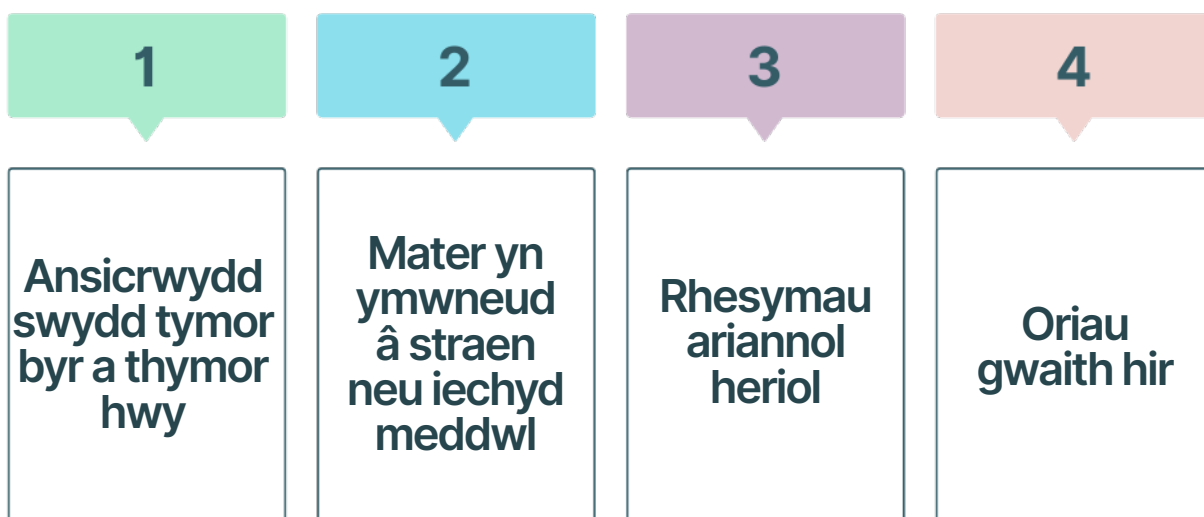 1
Ansicrwydd
swydd tymor
byr a thymor
hwy
2
Mater yn
ymwneud
â straen
neu iechyd
meddwl
3
Rhesymau
ariannol
heriol
4
Oriau
gwaith hir